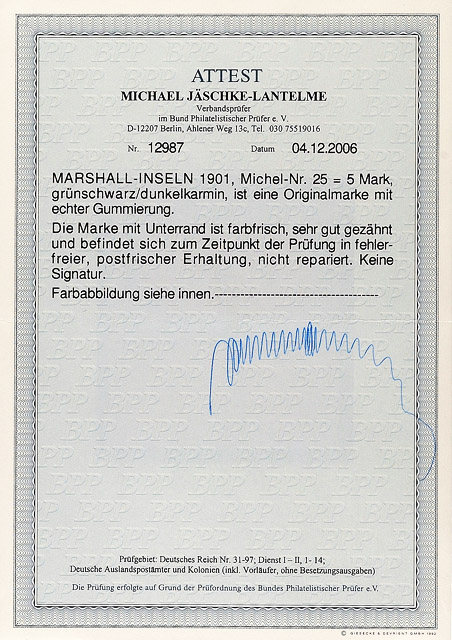 ATTEST
MICHAEL JÄSCHKE-LANTELME
Verbandsprüfer
im Bund Philatelistischer Prüfer e. V.
D-12207 Berlin, Ahlener Weg 13c, Tel. 030 75519016
Nr. 12987 Datum 04.12.2006
MARSHALL-INSELN 1901, Michel-Nr. 25 = 5 Mark,
grünschwarz/dunkelkarmin, ist eine Originalmarke mit
echter Gummierung.
Die Marke mit Unterrand ist farbfrisch, sehr gut gezähnt
und befindet sich zum Zeitpunkt der Prüfung in fehler-
freier, postfrischer Erhaltung, nicht repariert. Keine
Signatur.
Farbabbildung siehe innen.---------------------------------------
Prüfgebiet: Deutsches Reich Nr. 31-97; Dienst I – II, 1- 14;
Deutsche Auslandspostämter und Kolonien (inkl. Vorläufer, ohne Besetzungsausgaben)
Die Prüfung erfolgte auf Grund der Prüfordnung des Bundes Philatelistischer Prüfer e.V.
© GIESECKE & DEVRIENT GMBH 1992